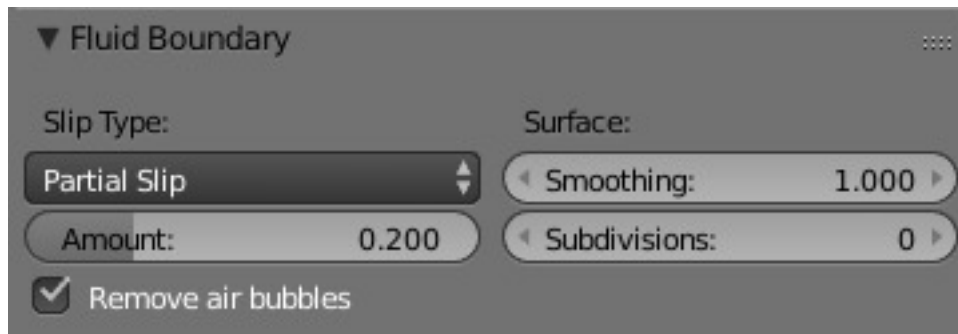 Fluid Boundary
Slip Type:
Partial Slip
Amount: 0.200
Remove air bubbles
Surface:
Smoothing: 1.000
Subdivisions: 0